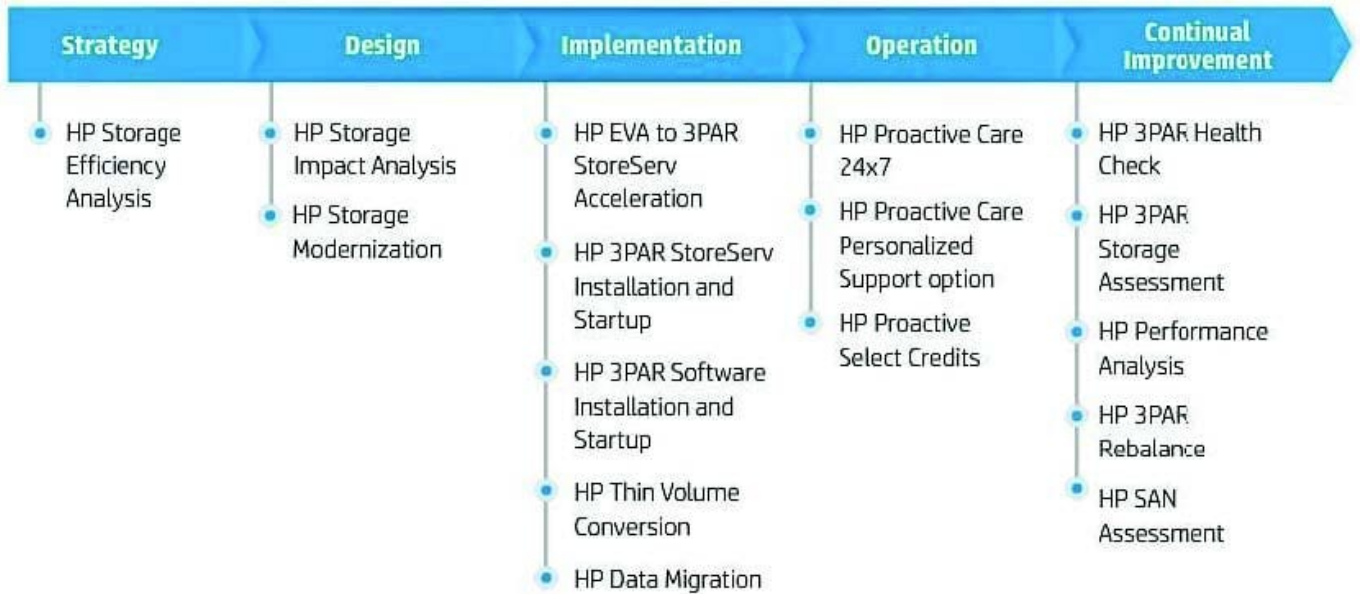 Strategy
Design
Implementation
Operation
Continual
Improvement
HP Storage
Efficiency
Analysis
HP Storage
Impact Analysis
HP Storage
Modernization
HP EVA to 3PAR
StoreServ
Acceleration
HP 3PAR StoreServ
Installation and
Startup
HP 3PAR Software
Installation and
Startup
HP Thin Volume
Conversion
HP Data Migration
HP Proactive Care
24x7
HP Proactive Care
Personalized
Support option
HP Proactive
Select Credits
HP 3PAR Health
Check
HP 3PAR
Storage
Assessment
HP Performance
Analysis
HP 3PAR
Rebalance
HP SAN
Assessment